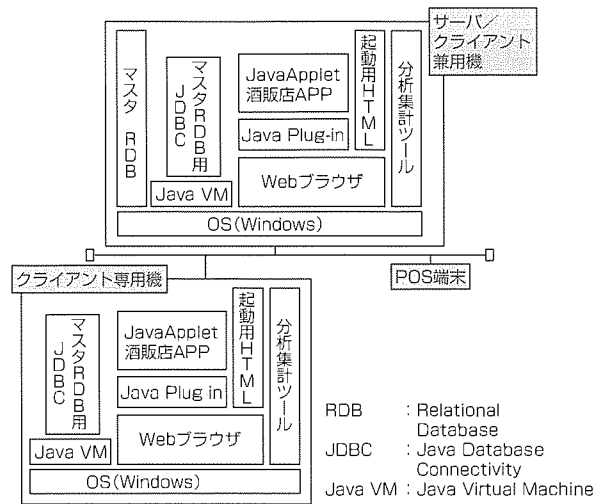 サーバ/
クライアント
兼用機
マスタ RDB
マスタRDB用
JDBC
Java VM
JavaApplet
酒販店APP
Java Plug-in
Webブラウザ
起動用HTML
分析集計ツール
OS(Windows)
POS端末
クライアント専用機
マスタRDB用
JDBC
Java VM
JavaApplet
酒販店APP
Java Plug in
Webブラウザ
起動用HTML
分析集計ツール
OS(Windows)
RDB : Relational
Database
JDBC : Java Database
Connectivity
Java VM : Java Virtual Machine